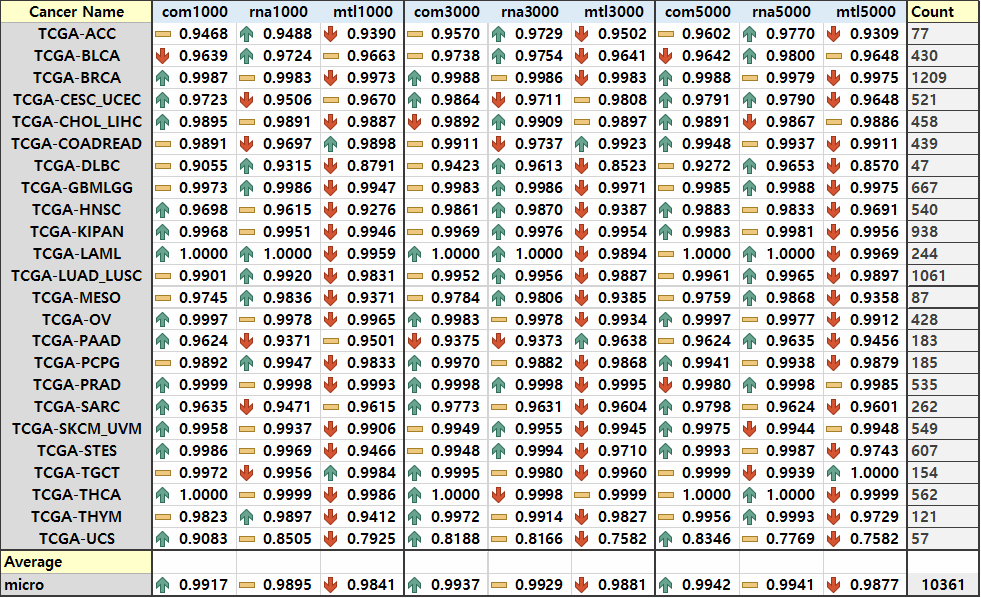 Cancer Name com1000 rna1000 mtl1000 com3000 rna3000 mtl3000 com5000 rna5000 mtl5000 Count
TCGA-ACC 0.9468 0.9488 0.9390 0.9570 0.9729 0.9502 0.9602 0.9770 0.9309 77
TCGA-BLCA 0.9639 0.9724 0.9663 0.9738 0.9754 0.9641 0.9642 0.9800 0.9648 430
TCGA-BRCA 0.9987 0.9983 0.9973 0.9988 0.9986 0.9983 0.9988 0.9979 0.9975 1209
TCGA-CESC_UCEC 0.9723 0.9506 0.9670 0.9864 0.9711 0.9808 0.9791 0.9790 0.9648 521
TCGA-CHOL_LIHC 0.9895 0.9891 0.9887 0.9892 0.9909 0.9897 0.9891 0.9867 0.9886 458
TCGA-COADREAD 0.9891 0.9697 0.9898 0.9911 0.9737 0.9923 0.9948 0.9937 0.9911 439
TCGA-DLBC 0.9055 0.9315 0.8791 0.9423 0.9613 0.8523 0.9272 0.9653 0.8570 47
TCGA-GBMLGG 0.9973 0.9986 0.9947 0.9983 0.9986 0.9971 0.9985 0.9988 0.9975 667
TCGA-HNSC 0.9698 0.9615 0.9276 0.9861 0.9870 0.9387 0.9883 0.9833 0.9691 540
TCGA-KIPAN 0.9968 0.9951 0.9946 0.9969 0.9976 0.9954 0.9983 0.9981 0.9956 938
TCGA-LAML 1.0000 1.0000 0.9959 1.0000 1.0000 0.9894 1.0000 1.0000 0.9969 244
TCGA-LUAD_LUSC 0.9901 0.9920 0.9831 0.9952 0.9956 0.9887 0.9961 0.9965 0.9897 1061
TCGA-MESO 0.9745 0.9836 0.9371 0.9784 0.9806 0.9385 0.9759 0.9868 0.9358 87
TCGA-OV 0.9997 0.9978 0.9965 0.9983 0.9978 0.9934 0.9997 0.9977 0.9912 428
TCGA-PAAD 0.9624 0.9371 0.9501 0.9375 0.9373 0.9638 0.9624 0.9635 0.9456 183
TCGA-PCPG 0.9892 0.9947 0.9833 0.9970 0.9882 0.9868 0.9941 0.9938 0.9879 185
TCGA-PRAD 0.9999 0.9998 0.9993 0.9998 0.9998 0.9995 0.9980 0.9998 0.9985 535
TCGA-SARC 0.9635 0.9471 0.9615 0.9773 0.9631 0.9604 0.9798 0.9624 0.9601 262
TCGA-SKCM_UVM 0.9958 0.9937 0.9906 0.9949 0.9955 0.9945 0.9975 0.9944 0.9948 549
TCGA-STES 0.9986 0.9969 0.9466 0.9948 0.9994 0.9710 0.9993 0.9987 0.9743 607
TCGA-TGCT 0.9972 0.9956 0.9984 0.9995 0.9980 0.9960 0.9999 0.9939 1.0000 154
TCGA-THCA 1.0000 0.9999 0.9986 1.0000 0.9998 0.9999 1.0000 1.0000 0.9999 562
TCGA-THYM 0.9823 0.9897 0.9412 0.9972 0.9914 0.9827 0.9956 0.9993 0.9729 121
TCGA-UCS 0.9083 0.8505 0.7925 0.8188 0.8166 0.7582 0.8346 0.7769 0.7582 57
Average
micro 0.9917 0.9895 0.9841 0.9937 0.9929 0.9881 0.9942 0.9941 0.9877 10361